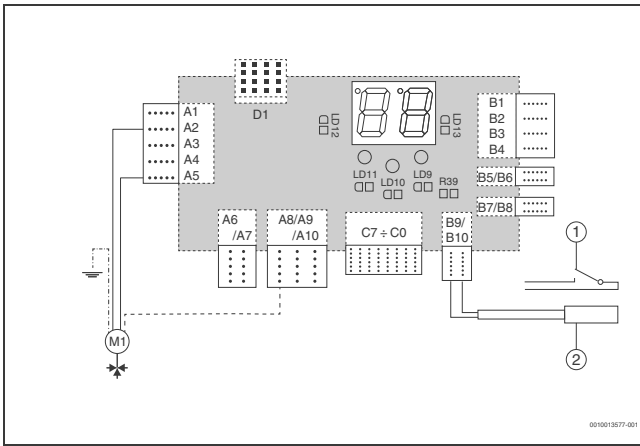 D1
88
LD12
LD13
A1
A2
A3
A4
A5
B1
B2
B3
B4
B5/B6
B7/B8
LD11
LD10
LD9
R39
A6
/A7
A8/A9
/A10
C7 ÷ C0
B9/
B10
1
2
M1
0010013577-001